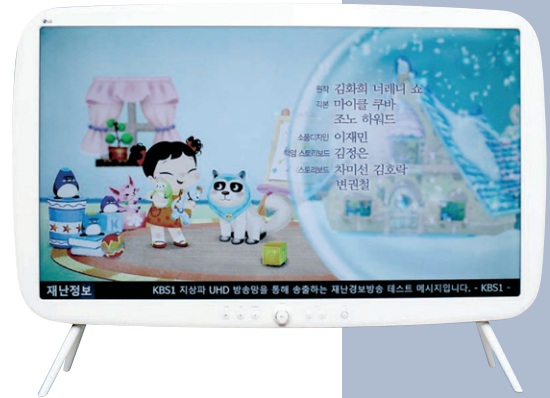 LG
원작 김화희 너레니 쇼
각본 마이클 쿠바
조노 하워드
소품디자인 이재민
책임 스토리보드 김정은
스토리보드 차미선 김호락
변권철
재난정보 KBS1 지상파 UHD 방송망을 통해 송출하는 재난경보방송 테스트 메시지입니다. - KBS1 -